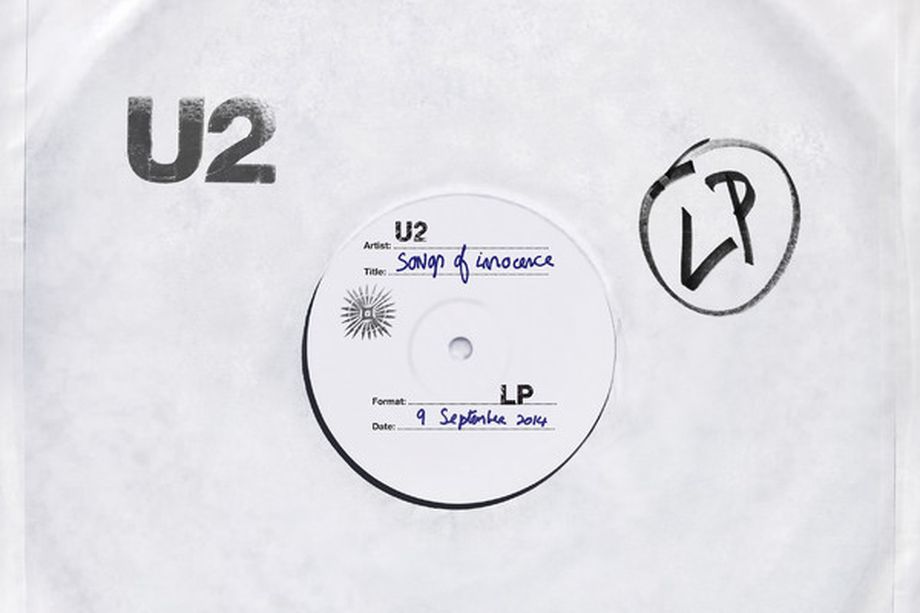 U2
LP
Artist: U2
Title: Songs of innocence
Format: LP
Date: 9 September 2014